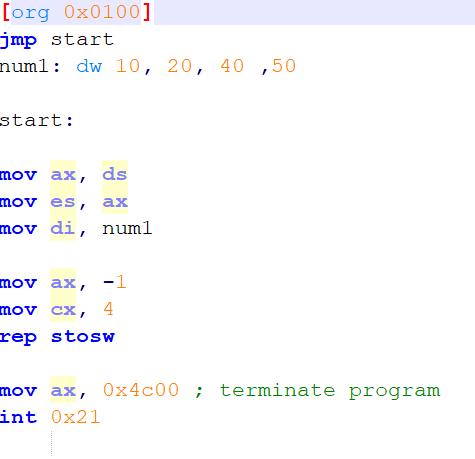 [org 0x0100]
jmp start
num1: dw 10, 20, 40 ,50
start:
mov ax, ds
mov es, ax
mov di, num1
mov ax, -1
mov cx, 4
rep stosw
mov ax, 0x4c00 ; terminate program
int 0x21